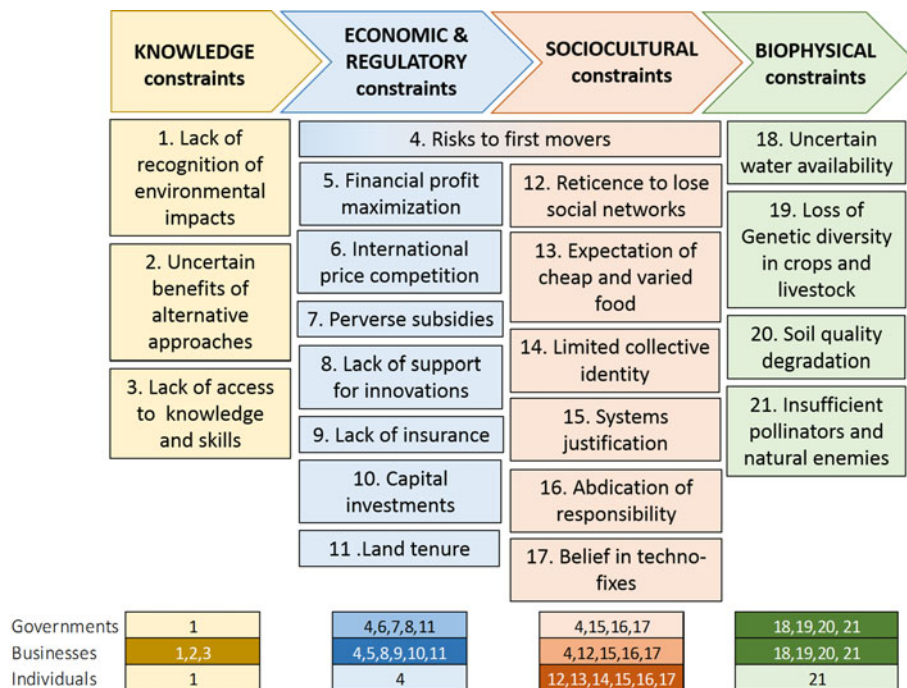 KNOWLEDGE
constraints
ECONOMIC &
REGULATORY
constraints
SOCIOCULTURAL
constraints
BIOPHYSICAL
constraints
1. Lack of
recognition of
environmental
impacts
2. Uncertain
benefits of
alternative
approaches
3. Lack of access
to knowledge
and skills
4. Risks to first movers
5. Financial profit
maximization
6. International
price competition
7. Perverse subsidies
8. Lack of support
for innovations
9. Lack of insurance
10. Capital
investments
11 .Land tenure
12. Reticence to lose
social networks
13. Expectation of
cheap and varied
food
14. Limited collective
identity
15. Systems
justification
16. Abdication of
responsibility
17. Belief in techno-
fixes
18. Uncertain
water availability
19. Loss of
Genetic diversity
in crops and
livestock
20. Soil quality
degradation
21. Insufficient
pollinators and
natural enemies
Governments 1 4,6,7,8,11 4,15,16,17 18,19,20, 21
Businesses 1,2,3 4,5,8,9,10,11 4,12,15,16,17 18,19,20, 21
Individuals 1 4 12,13,14,15,16,17 21